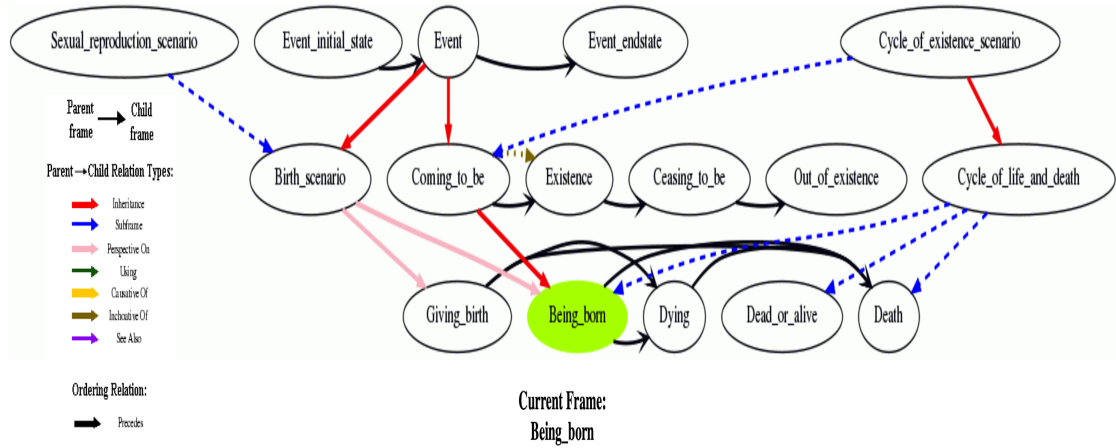 Sexual_reproduction_scenario
Event_initial_state
Event
Event_endstate
Cycle_of_existence_scenario
Parent
frame
Child
frame
Parent → Child Relation Types:
Inheritance
Subframe
Perspective On
Using
Causative Of
Inchoative Of
See Also
Ordering Relation:
Precedes
Birth_scenario
Coming_to_be
Existence
Ceasing_to_be
Out_of_existence
Cycle_of_life_and_death
Giving_birth
Being_born
Dying
Dead_or_alive
Death
Current Frame:
Being_born